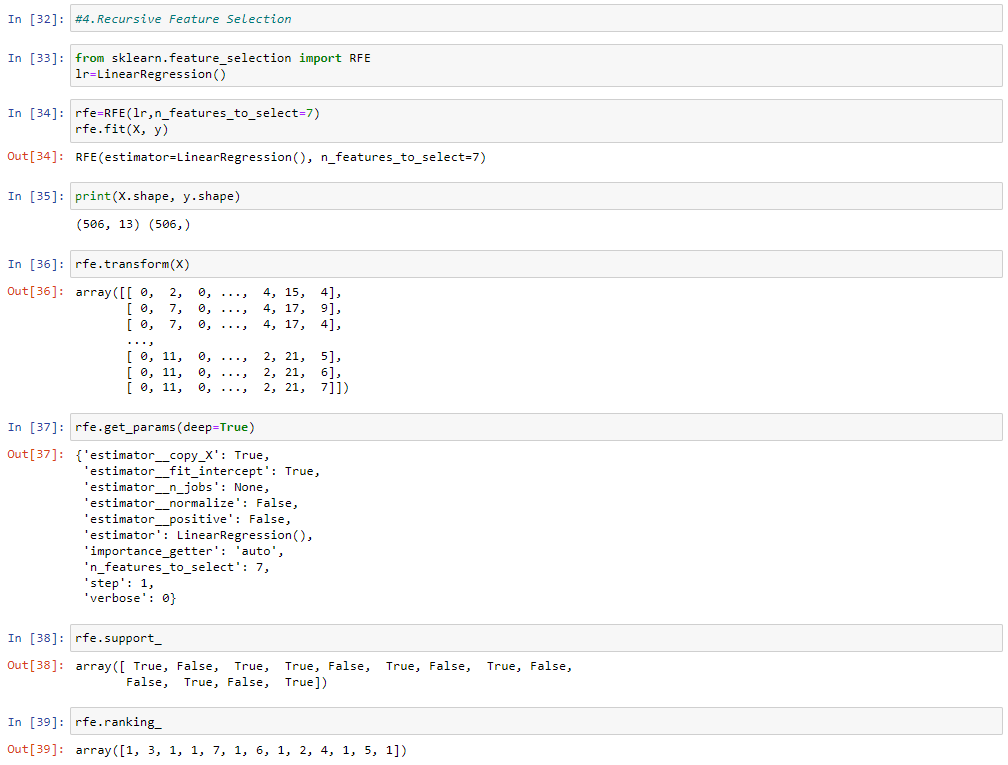 In [32]: #4.Recursive Feature Selection
In [33]: from sklearn.feature_selection import RFE
lr=LinearRegression()
In [34]: rfe=RFE(lr,n_features_to_select=7)
rfe.fit(X, y)
Out[34]: RFE(estimator=LinearRegression(), n_features_to_select=7)
In [35]: print(X.shape, y.shape)
(506, 13) (506,)
In [36]: rfe.transform(X)
Out[36]: array([[ 0,  2,  0, ...,  4, 15,  4],
[ 0,  7,  0, ...,  4, 17,  9],
[ 0,  7,  0, ...,  4, 17,  4],
...,
[ 0, 11,  0, ...,  2, 21,  5],
[ 0, 11,  0, ...,  2, 21,  6],
[ 0, 11,  0, ...,  2, 21,  7]])
In [37]: rfe.get_params(deep=True)
Out[37]: {'estimator__copy_X': True,
'estimator__fit_intercept': True,
'estimator__n_jobs': None,
'estimator__normalize': False,
'estimator__positive': False,
'estimator': LinearRegression(),
'importance_getter': 'auto',
'n_features_to_select': 7,
'step': 1,
'verbose': 0}
In [38]: rfe.support_
Out[38]: array([ True, False,  True,  True, False,  True, False,  True, False,
False,  True, False,  True])
In [39]: rfe.ranking_
Out[39]: array([1, 3, 1, 1, 7, 1, 6, 1, 2, 4, 1, 5, 1])